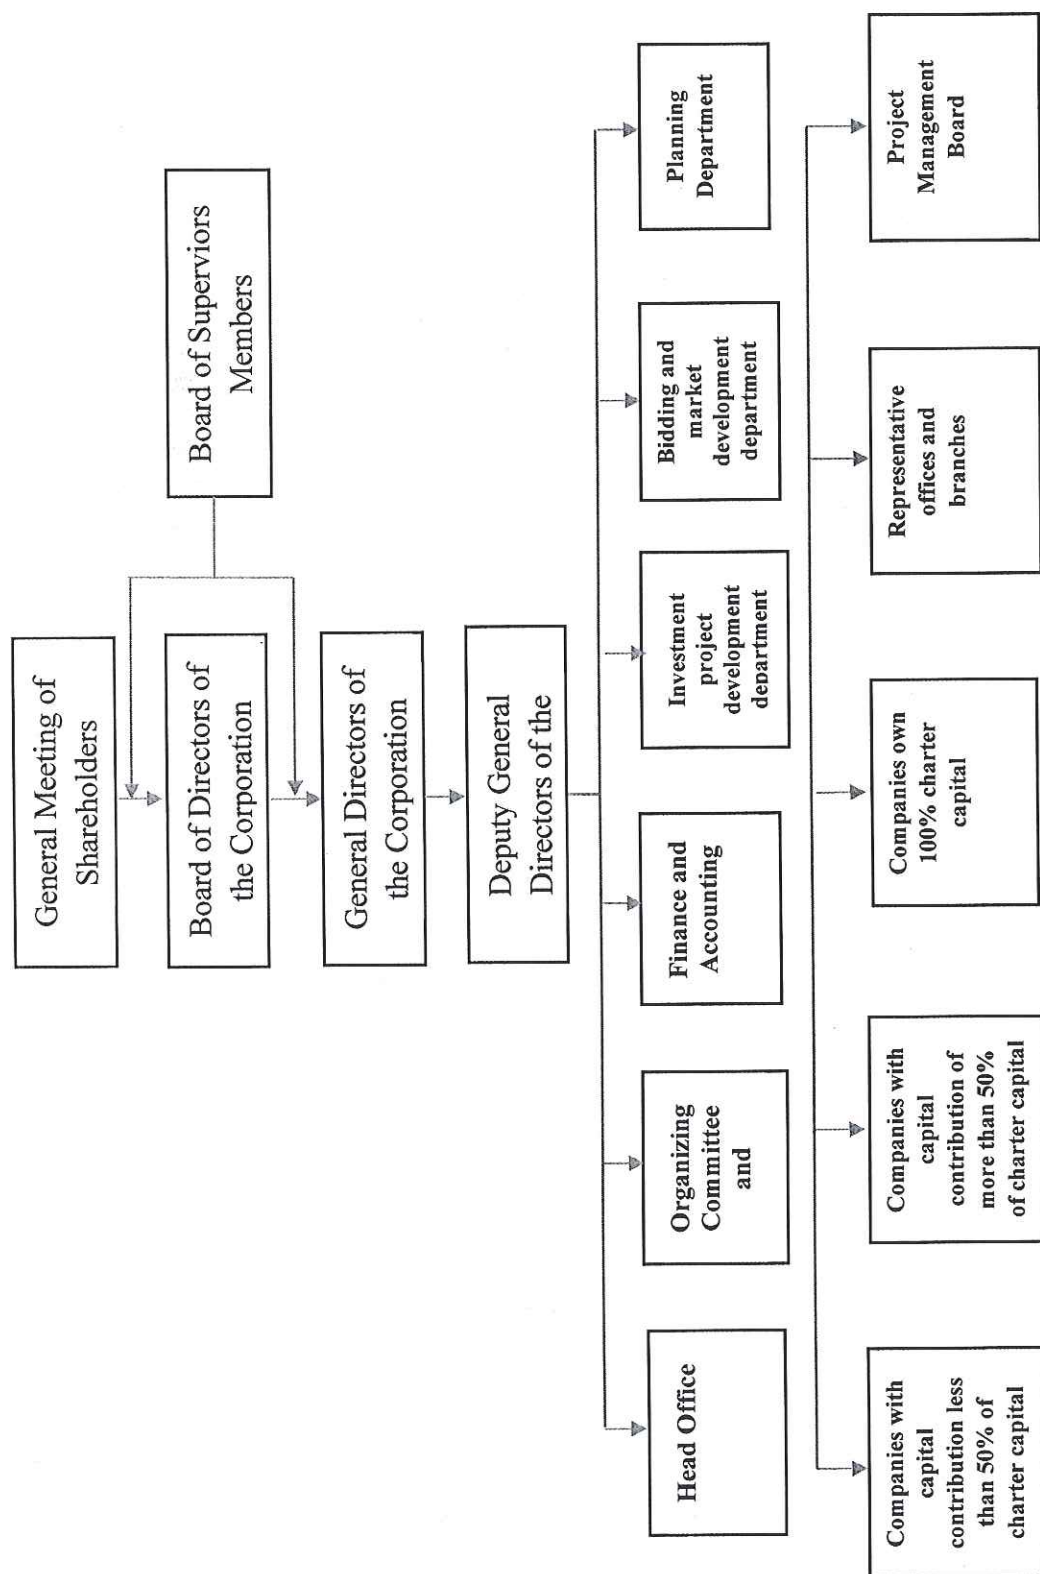 General Meeting of
Shareholders
Board of Superviors
Members
Board of Directors of
the Corporation
General Directors of
the Corporation
Deputy General
Directors of the
Head Office
Organizing
Committee
and
Finance and
Accounting
Investment
project
development
department
Bidding and
market
development
department
Planning
Department
Companies with
capital
contribution less
than 50% of
charter capital
Companies with
capital
contribution of
more than 50%
of charter capital
Companies own
100% charter
capital
Representative
offices and
branches
Project
Management
Board